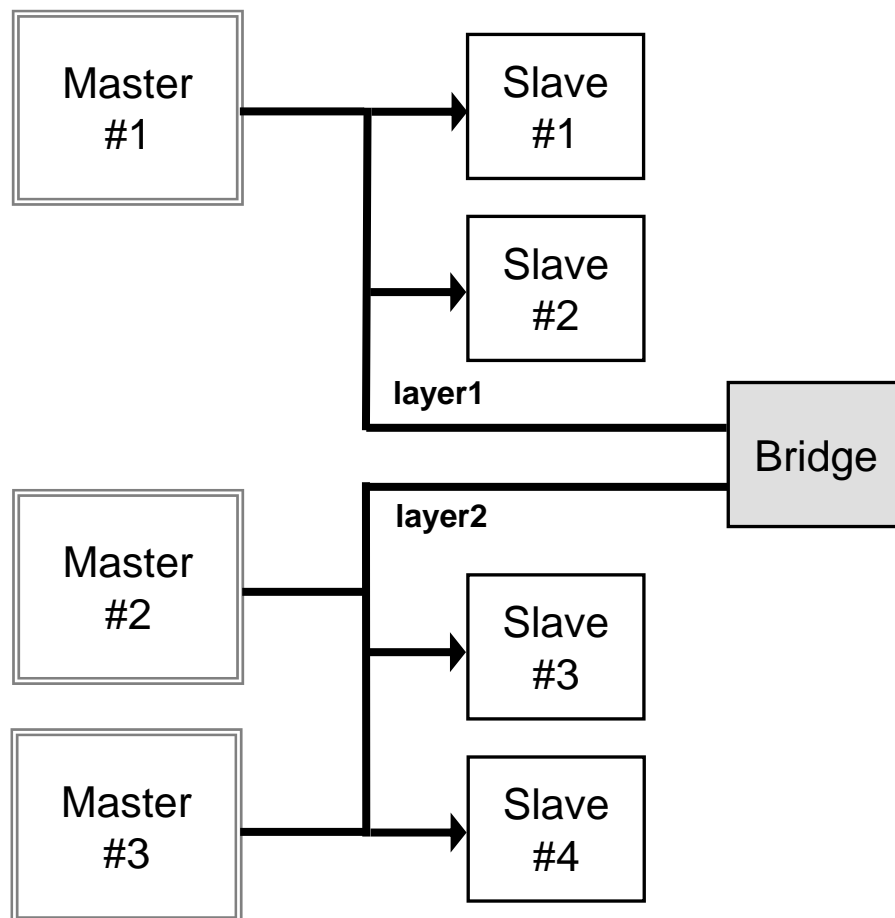 Master
#1
Slave
#1
Slave
#2
layer1
Bridge
layer2
Master
#2
Slave
#3
Master
#3
Slave
#4